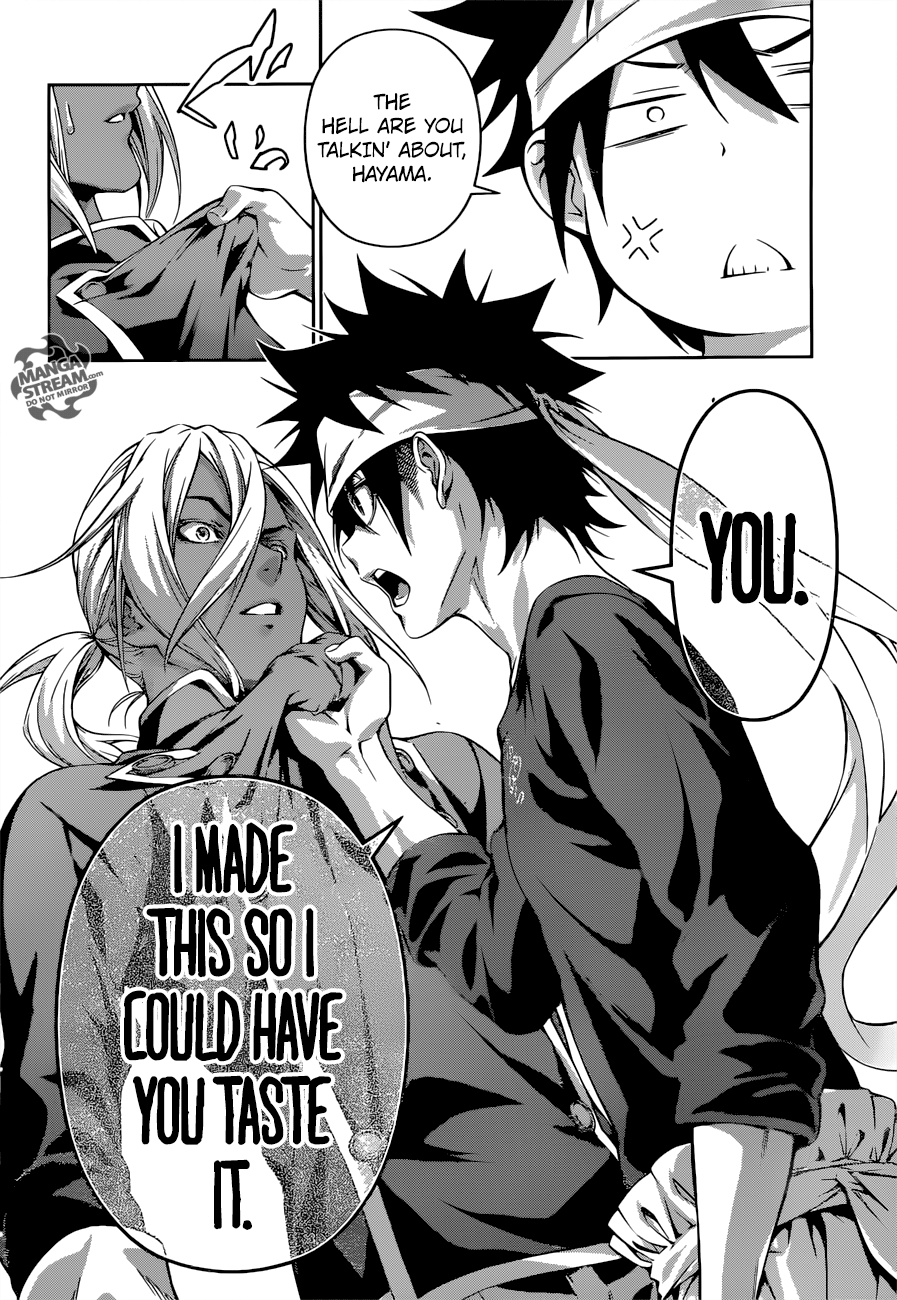 THE
HELL ARE YOU
TALKIN' ABOUT,
HAYAMA.
MANGA
STREAM.com
DO NOT MIRROR
YOU.
I MADE
THIS SO I
COULD HAVE
YOU TASTE
IT.